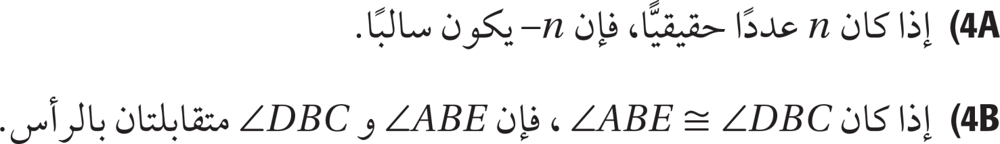 4A) إذا كان n عددًا حقيقيًّا، فإن n– يكون سالبًا.
4B) إذا كان ∠ABE ≅ ∠DBC ، فإن ∠ABE و ∠DBC متقابلتان بالرأس.